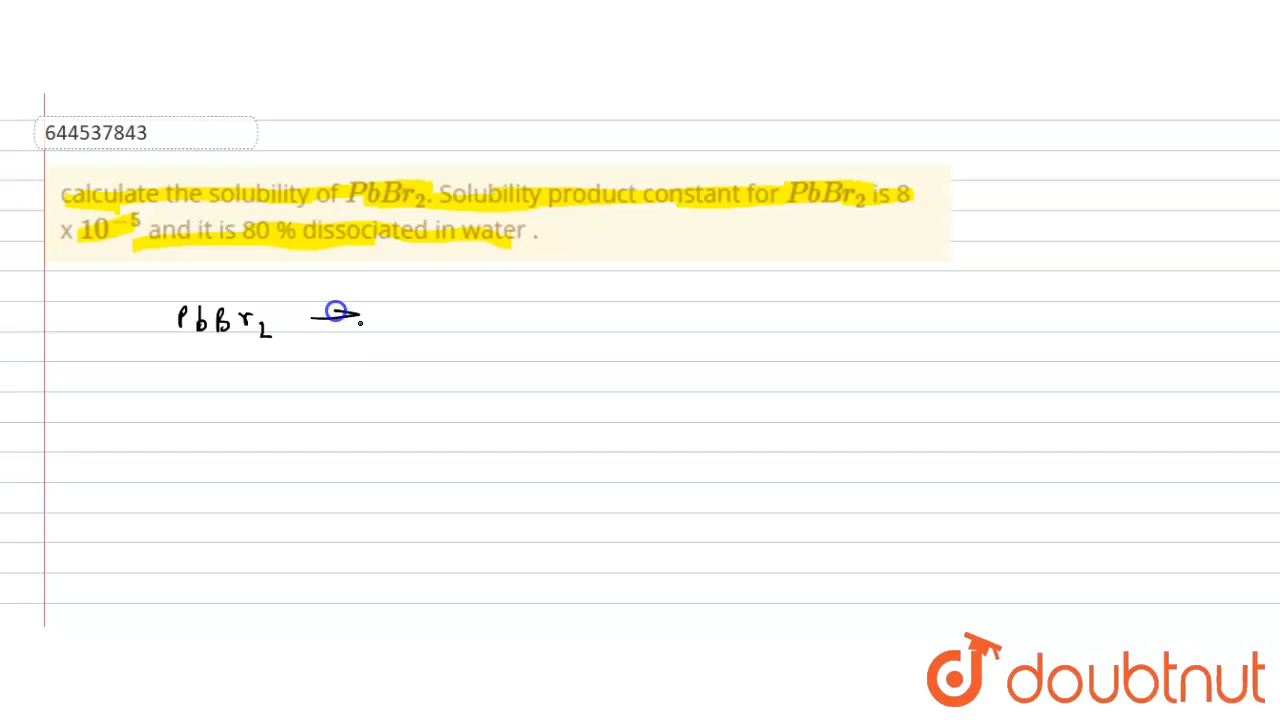 644537843
calculate the solubility of PbBr₂. Solubility product constant for PbBr₂ is 8
x 10⁻⁵ and it is 80 % dissociated in water .
PbBr₂ →
doubtnut